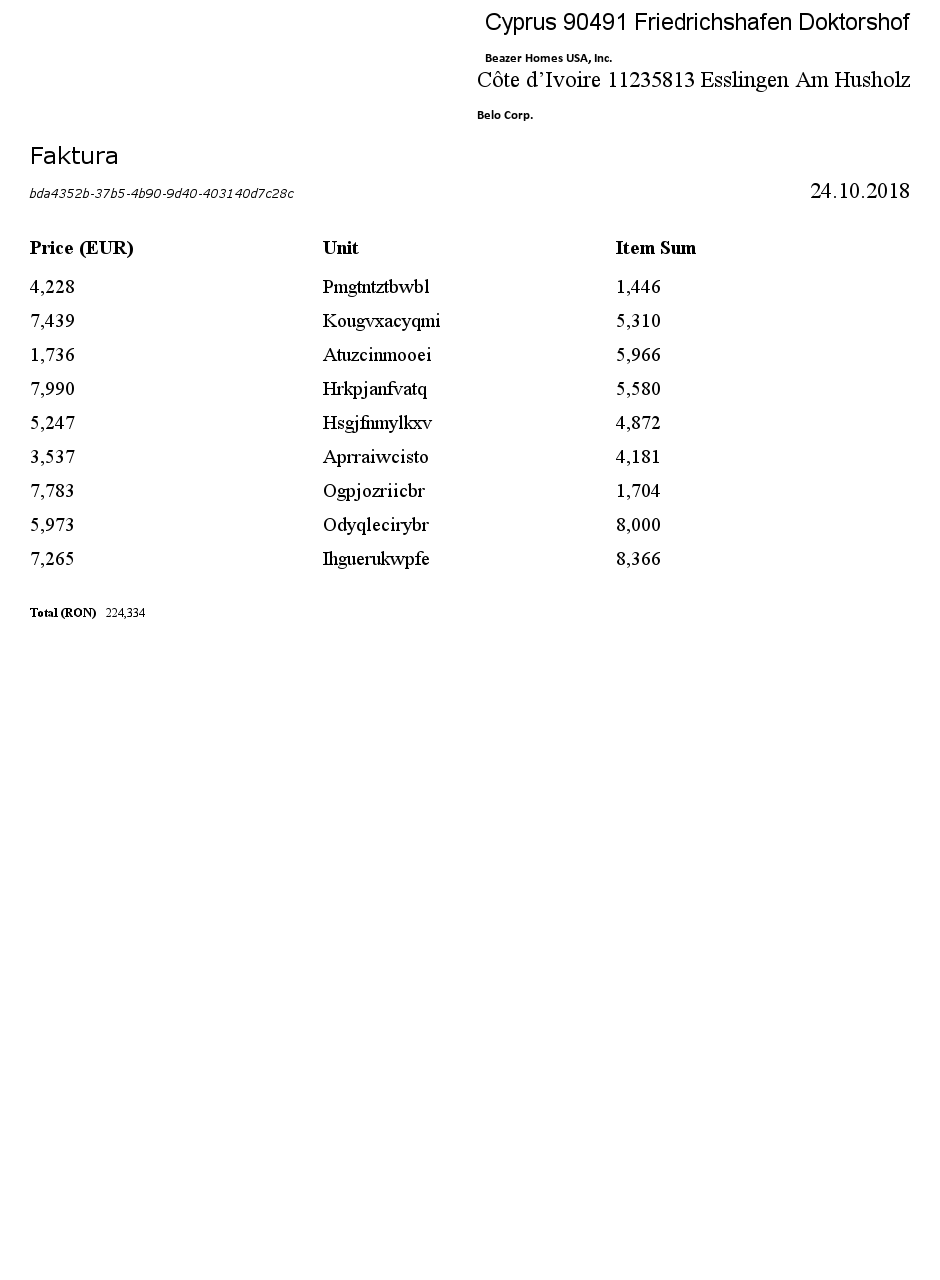 Cyprus 90491 Friedrichshafen Doktorshof
Beazer Homes USA, Inc.
Côte d’Ivoire 11235813 Esslingen Am Husholz
Belo Corp.
Faktura
bda4352b-37b5-4b90-9d40-403140d7c28c 24.10.2018
Price (EUR) Unit Item Sum
4,228 Pmgtntztbwbl 1,446
7,439 Kougvxacyqmi 5,310
1,736 Atuzcinmooei 5,966
7,990 Hrkpjanfvatq 5,580
5,247 Hsgjfnmylkxv 4,872
3,537 Aprraiwcisto 4,181
7,783 Ogpjozriicbr 1,704
5,973 Odyqlecirybr 8,000
7,265 Ihguerukwpfe 8,366
Total (RON) 224,334